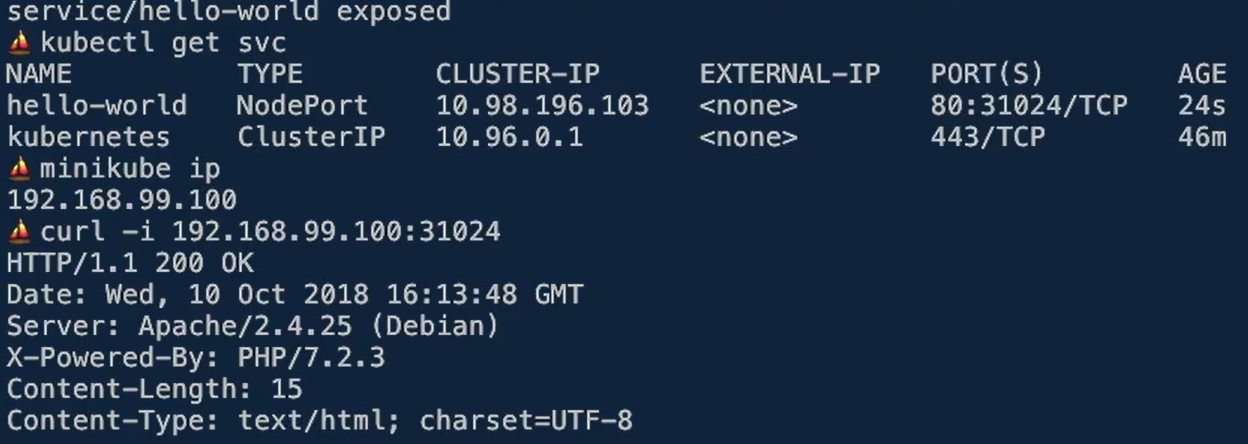 service/hello-world exposed
⛵ kubectl get svc
NAME TYPE CLUSTER-IP EXTERNAL-IP PORT(S) AGE
hello-world NodePort 10.98.196.103 <none> 80:31024/TCP 24s
kubernetes ClusterIP 10.96.0.1 <none> 443/TCP 46m
⛵ minikube ip
192.168.99.100
⛵ curl -i 192.168.99.100:31024
HTTP/1.1 200 OK
Date: Wed, 10 Oct 2018 16:13:48 GMT
Server: Apache/2.4.25 (Debian)
X-Powered-By: PHP/7.2.3
Content-Length: 15
Content-Type: text/html; charset=UTF-8